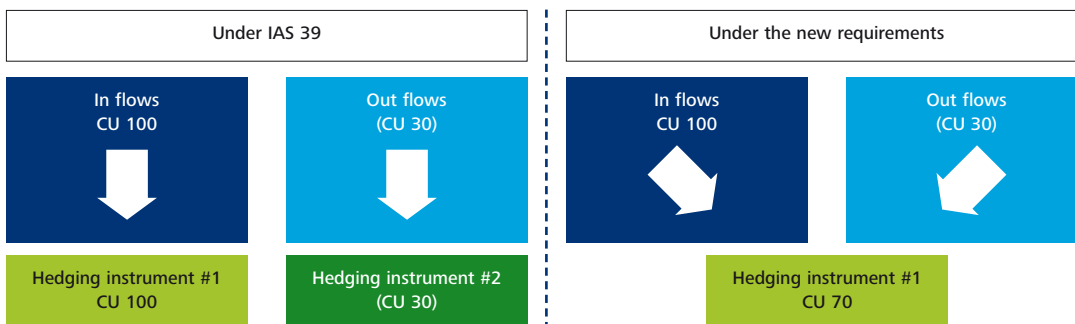 Under IAS 39
Under the new requirements
In flows
CU 100
Out flows
(CU 30)
In flows
CU 100
Out flows
(CU 30)
Hedging instrument #1
CU 100
Hedging instrument #2
(CU 30)
Hedging instrument #1
CU 70